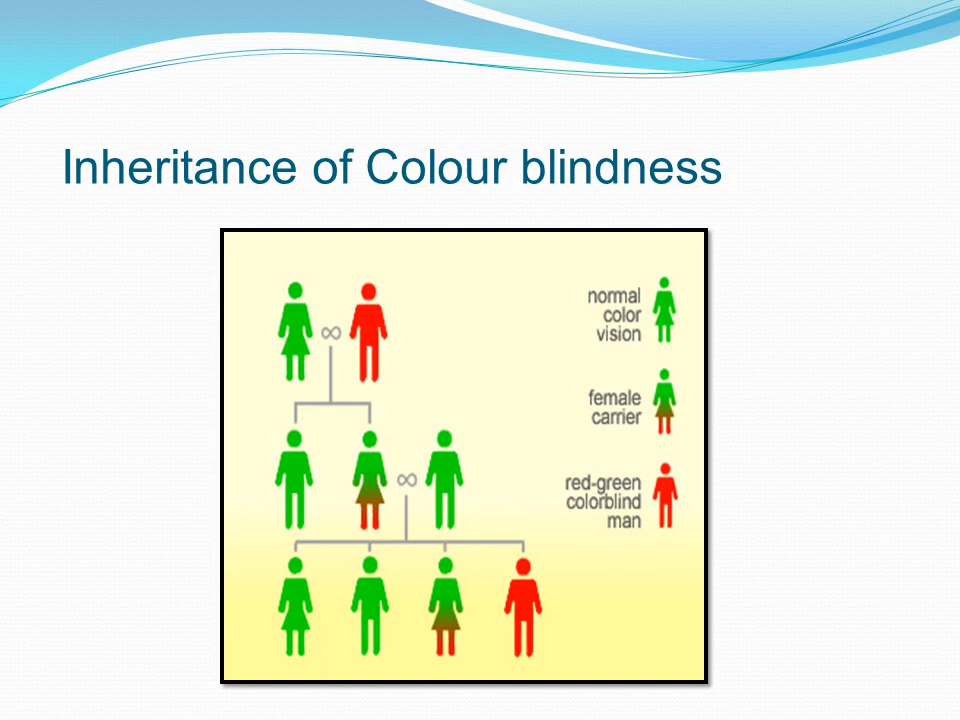 Inheritance of Colour blindness
normal
color
vision
female
carrier
red-green
colorblind
man